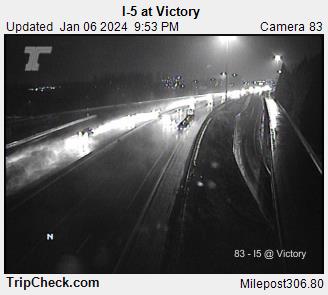 I-5 at Victory
Updated Jan 06 2024 9:53 PM Camera 83
T
N
83 - I5 @ Victory
TripCheck.com Milepost306.80